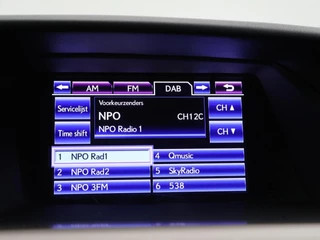 AM FM DAB
Servicelijst
Voorkeurzenders
NPO CH12C
NPO Radio 1
CH ▲
Time shift
CH ▼
1 NPO Rad1
4 Qmusic
2 NPO Rad2
5 SkyRadio
3 NPO 3FM
6 538